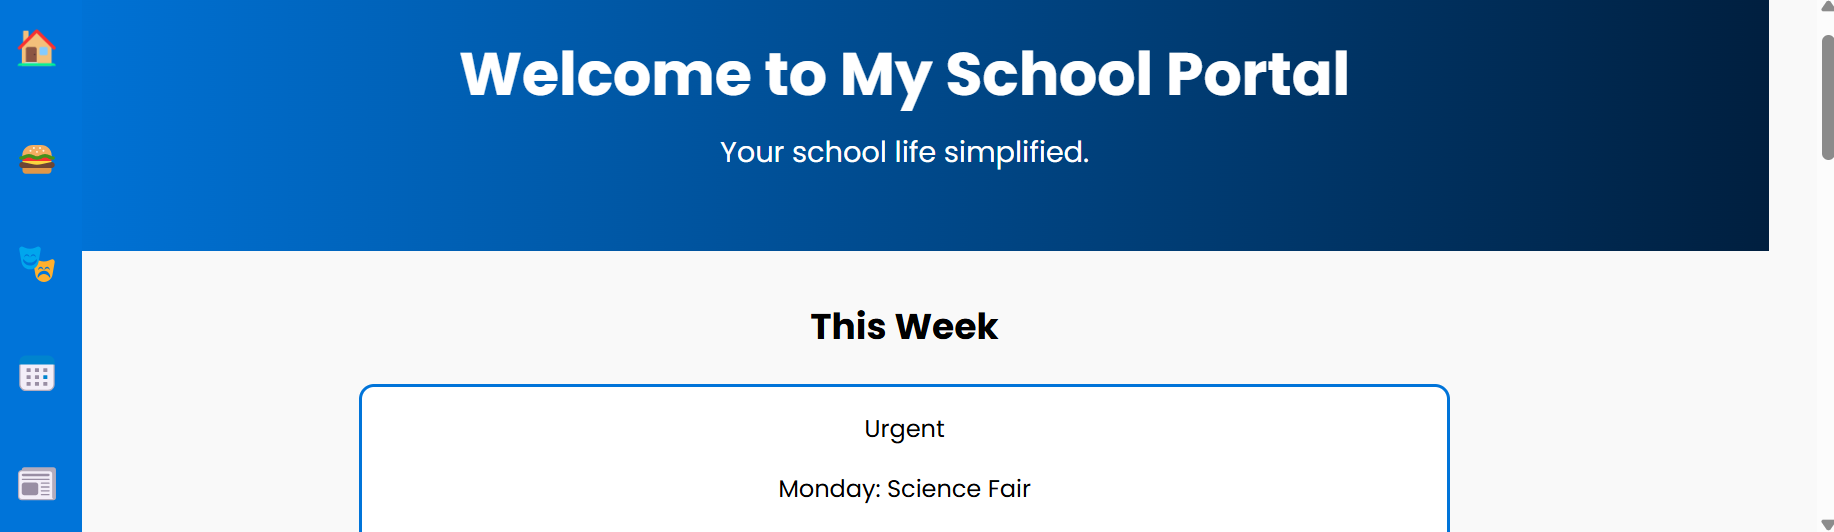 Welcome to My School Portal
Your school life simplified.
This Week
Urgent
Monday: Science Fair